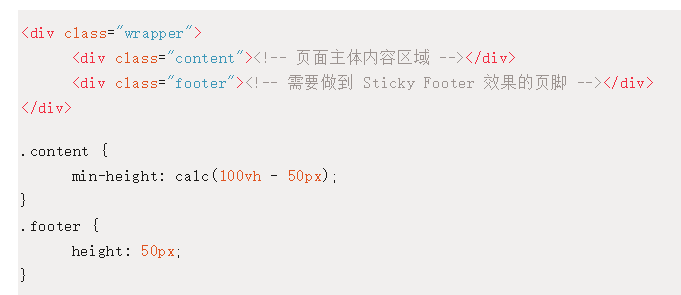 <div class="wrapper">
<div class="content"><!-- 页面主体内容区域 --></div>
<div class="footer"><!-- 需要做到 Sticky Footer 效果的页脚 --></div>
</div>
.content {
min-height: calc(100vh - 50px);
}
.footer {
height: 50px;
}